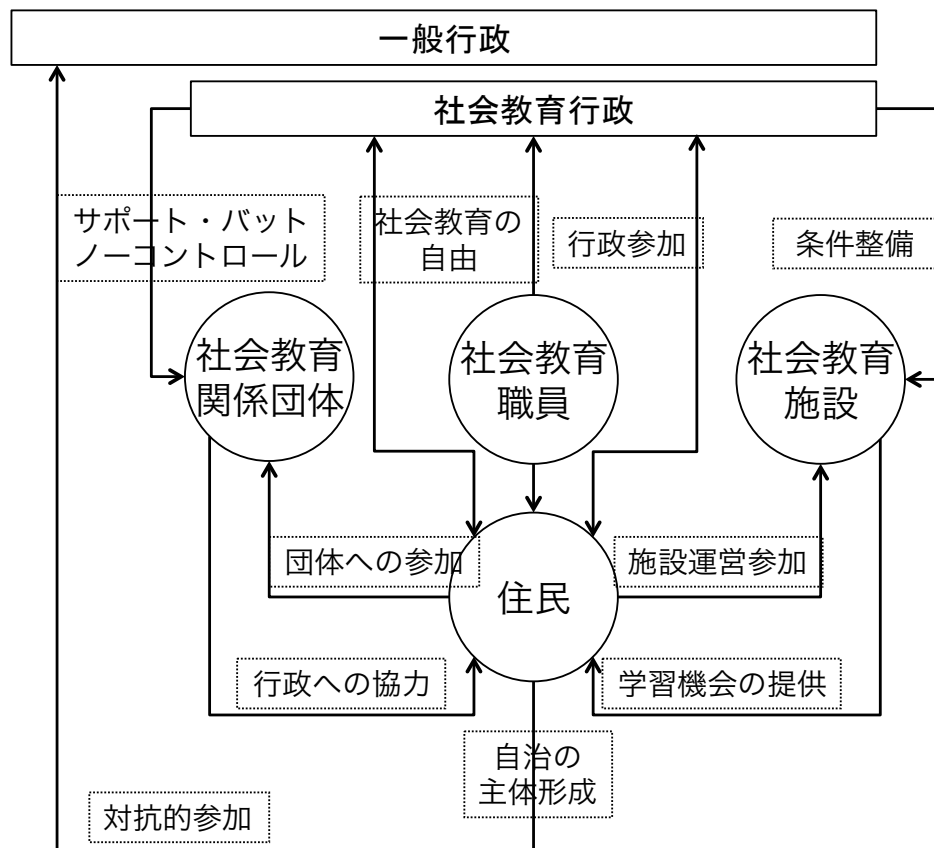 一般行政
社会教育行政
サポート・バット
ノーコントロール
社会教育の
自由
行政参加
条件整備
社会教育
関係団体
社会教育
職員
社会教育
施設
団体への参加
施設運営参加
住民
行政への協力
学習機会の提供
自治の
主体形成
対抗的参加